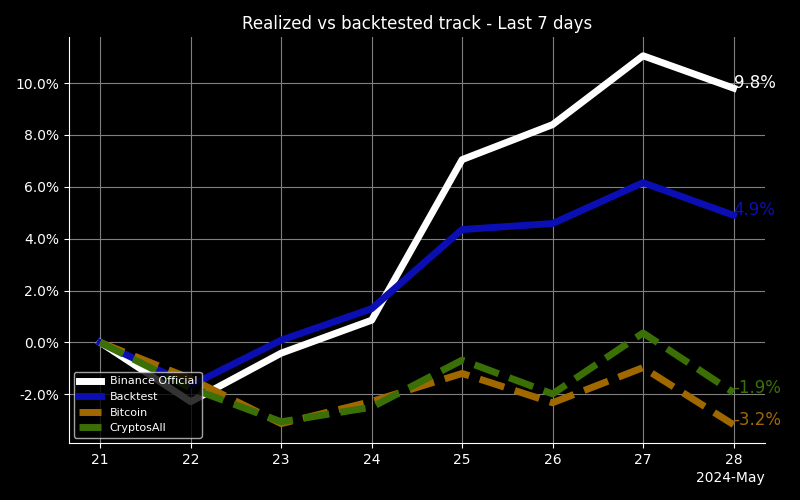 Realized vs backtested track - Last 7 days
10.0%
8.0%
6.0%
4.0%
2.0%
0.0%
-2.0%
9.8%
4.9%
-1.9%
-3.2%
Binance Official
Backtest
Bitcoin
CryptosAll
21 22 23 24 25 26 27 28
2024-May